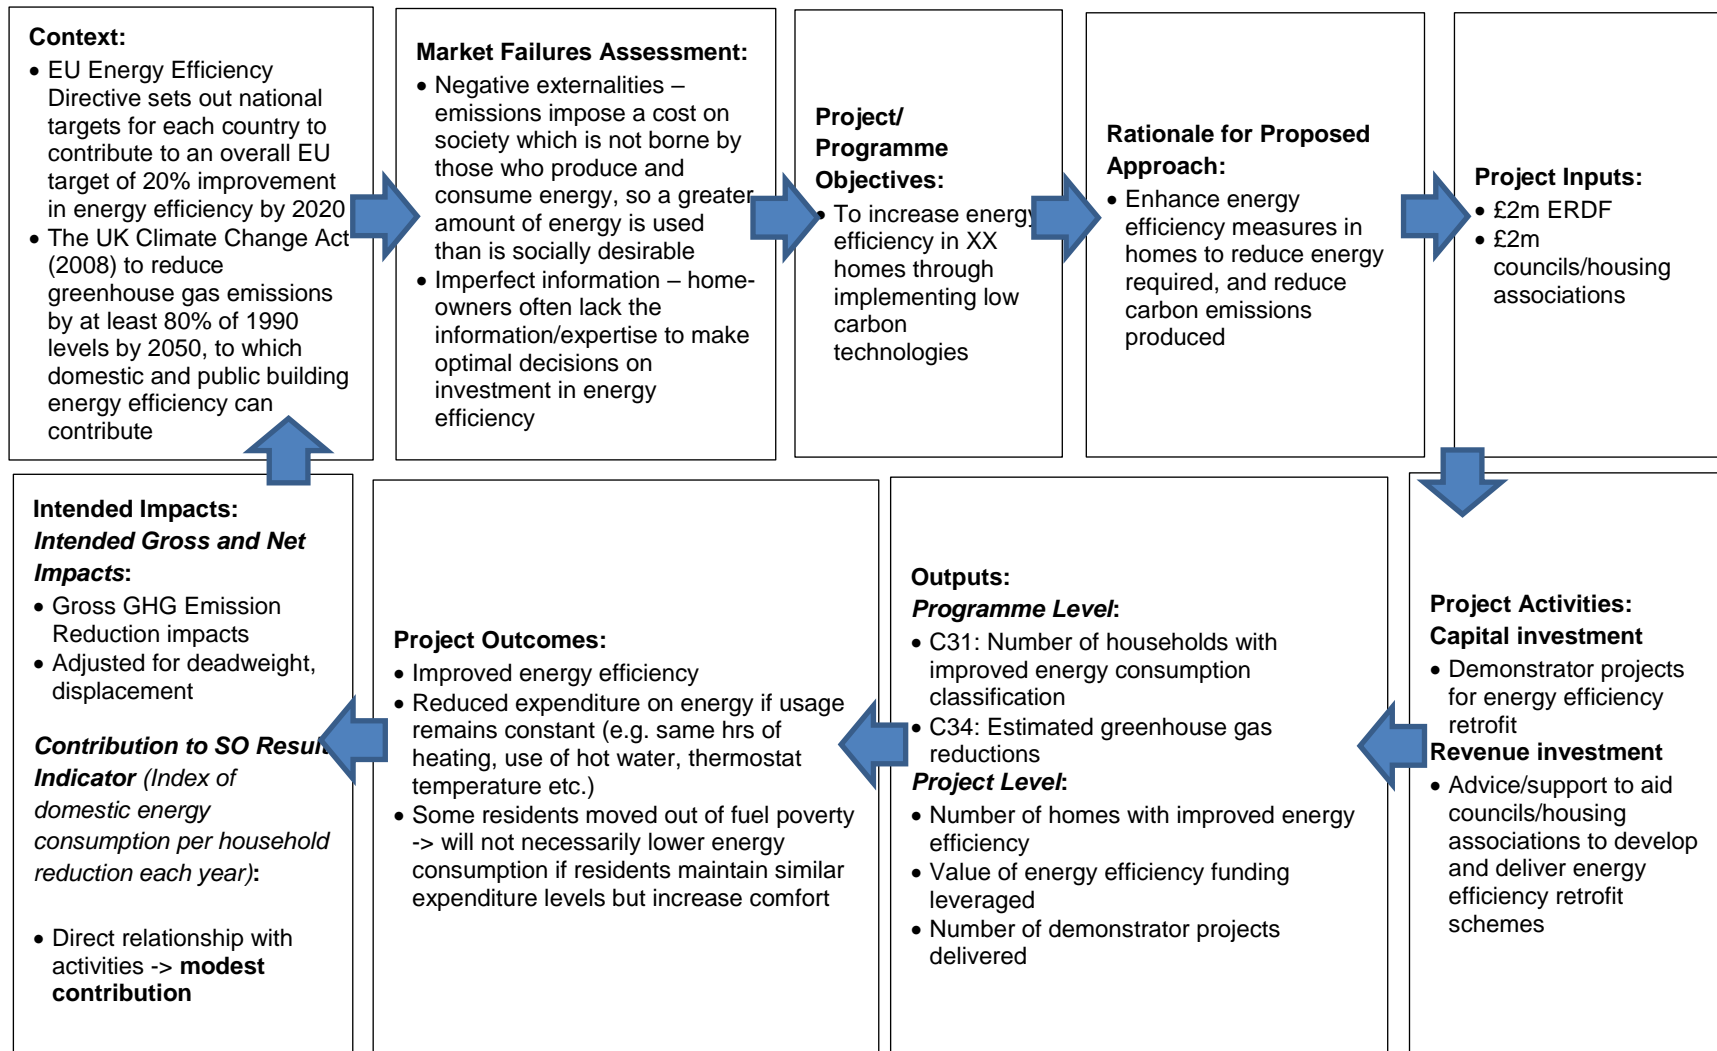 Context:
• EU Energy Efficiency
Directive sets out national
targets for each country to
contribute to an overall EU
target of 20% improvement
in energy efficiency by 2020
• The UK Climate Change Act
(2008) to reduce
greenhouse gas emissions
by at least 80% of 1990
levels by 2050, to which
domestic and public building
energy efficiency can
contribute
Market Failures Assessment:
• Negative externalities –
emissions impose a cost on
society which is not borne by
those who produce and
consume energy, so a greater
amount of energy is used
than is socially desirable
• Imperfect information – home-
owners often lack the
information/expertise to make
optimal decisions on
investment in energy
efficiency
Project/
Programme
Objectives:
• To increase energy
efficiency in XX
homes through
implementing low
carbon
technologies
Rationale for Proposed
Approach:
• Enhance energy
efficiency measures in
homes to reduce energy
required, and reduce
carbon emissions
produced
Project Inputs:
• £2m ERDF
• £2m
councils/housing
associations
Project Activities:
Capital investment
• Demonstrator projects
for energy efficiency
retrofit
Revenue investment
• Advice/support to aid
councils/housing
associations to develop
and deliver energy
efficiency retrofit
schemes
Outputs:
Programme Level:
• C31: Number of households with
improved energy consumption
classification
• C34: Estimated greenhouse gas
reductions
Project Level:
• Number of homes with improved energy
efficiency
• Value of energy efficiency funding
leveraged
• Number of demonstrator projects
delivered
Project Outcomes:
• Improved energy efficiency
• Reduced expenditure on energy if usage
remains constant (e.g. same hrs of
heating, use of hot water, thermostat
temperature etc.)
• Some residents moved out of fuel poverty
-> will not necessarily lower energy
consumption if residents maintain similar
expenditure levels but increase comfort
Intended Impacts:
Intended Gross and Net
Impacts:
• Gross GHG Emission
Reduction impacts
• Adjusted for deadweight,
displacement
Contribution to SO Result
Indicator (Index of
domestic energy
consumption per household
reduction each year):
• Direct relationship with
activities -> modest
contribution